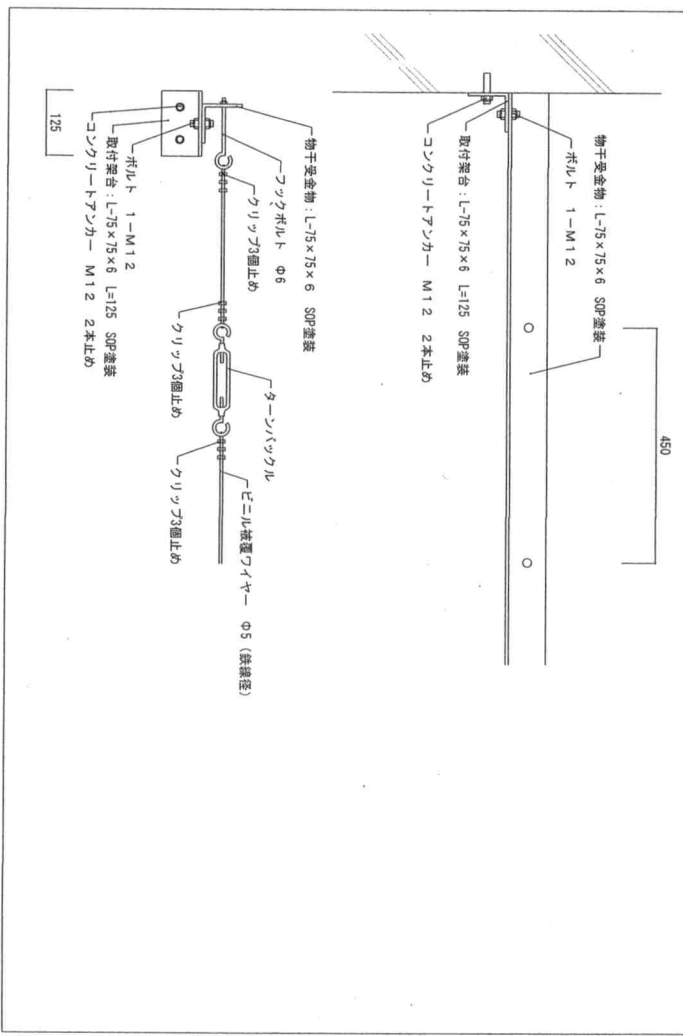 450
物干受金物：L-75×75×6 SOP塗装
ボルト 1-M12
取付架台：L-75×75×6 L=125 SOP塗装
コンクリートアンカー M12 2本止め
物干受金物：L-75×75×6 SOP塗装
フックボルト Φ6
クリップ3個止め
ターンバックル
ビニル被覆ワイヤー Φ5（鉄線径）
クリップ3個止め
クリップ3個止め
ボルト 1-M12
取付架台：L-75×75×6 L=125 SOP塗装
コンクリートアンカー M12 2本止め
125